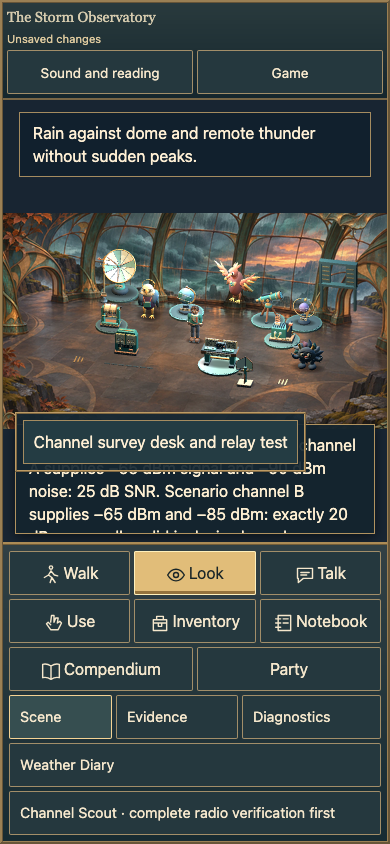 The Storm Observatory
Unsaved changes
Sound and reading
Game
Rain against dome and remote thunder
without sudden peaks.
Channel survey desk and relay test
channel
noise: 25 dB SNR. Scenario channel B
supplies −65 dBm and −85 dBm: exactly 20
Walk
Look
Talk
Use
Inventory
Notebook
Compendium
Party
Scene
Evidence
Diagnostics
Weather Diary
Channel Scout · complete radio verification first